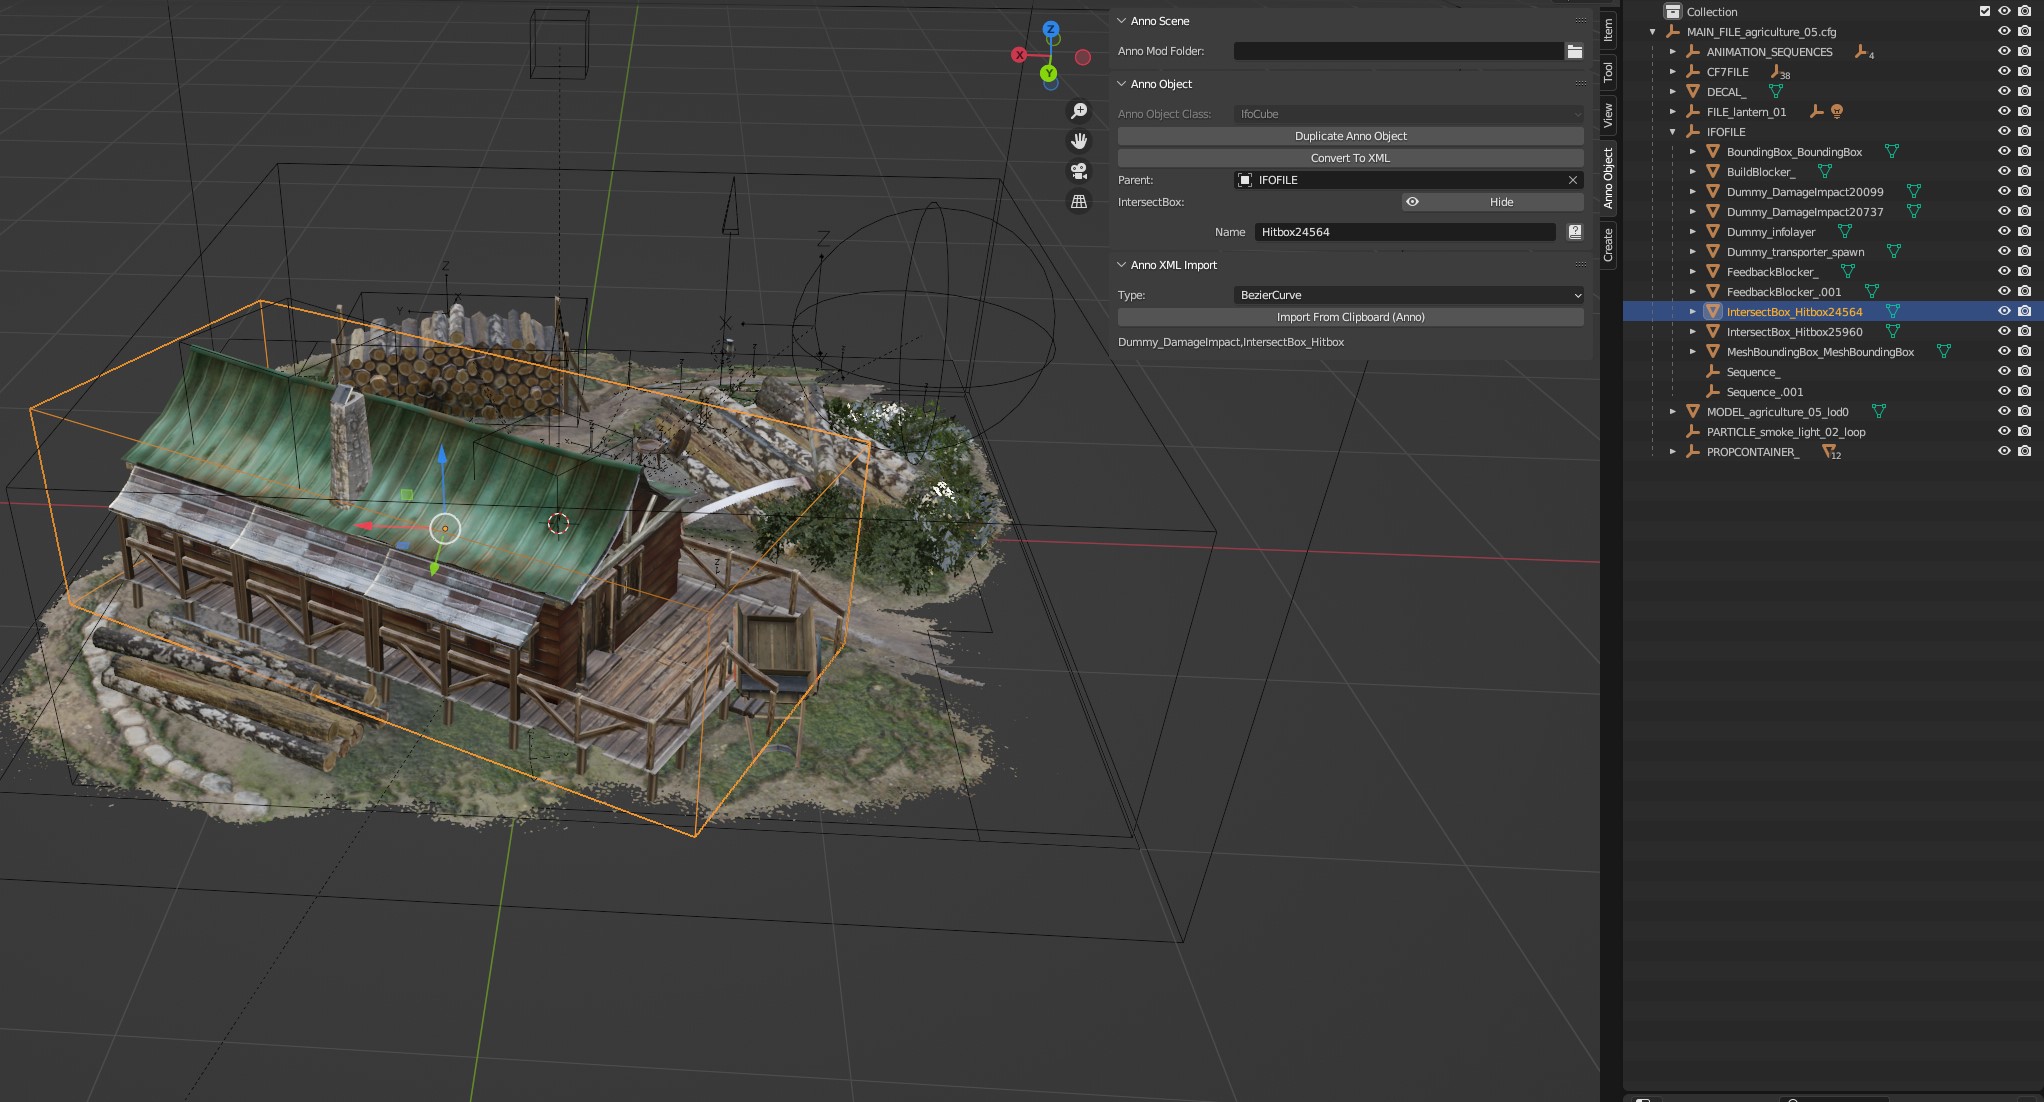 Anno Scene
Anno Mod Folder:
Anno Object
Anno Object Class: IfoCube
Duplicate Anno Object
Convert To XML
Parent: IFOFILE
IntersectBox: Hide
Name Hitbox24564
Anno XML Import
Type: BezierCurve
Import From Clipboard (Anno)
Dummy_DamageImpact,IntersectBox_Hitbox
Item
Tool
View
Anno Object
Create
Z
X
Y
Z
Z
Y
X
Collection
MAIN_FILE_agriculture_05.cfg
ANIMATION_SEQUENCES 4
CF7FILE 38
DECAL_
FILE_lantern_01
IFOFILE
BoundingBox_BoundingBox
BuildBlocker_
Dummy_DamageImpact20099
Dummy_DamageImpact20737
Dummy_infolayer
Dummy_transporter_spawn
FeedbackBlocker_
FeedbackBlocker_.001
IntersectBox_Hitbox24564
IntersectBox_Hitbox25960
MeshBoundingBox_MeshBoundingBox
Sequence_
Sequence_.001
MODEL_agriculture_05_lod0
PARTICLE_smoke_light_02_loop
PROPCONTAINER_ 12